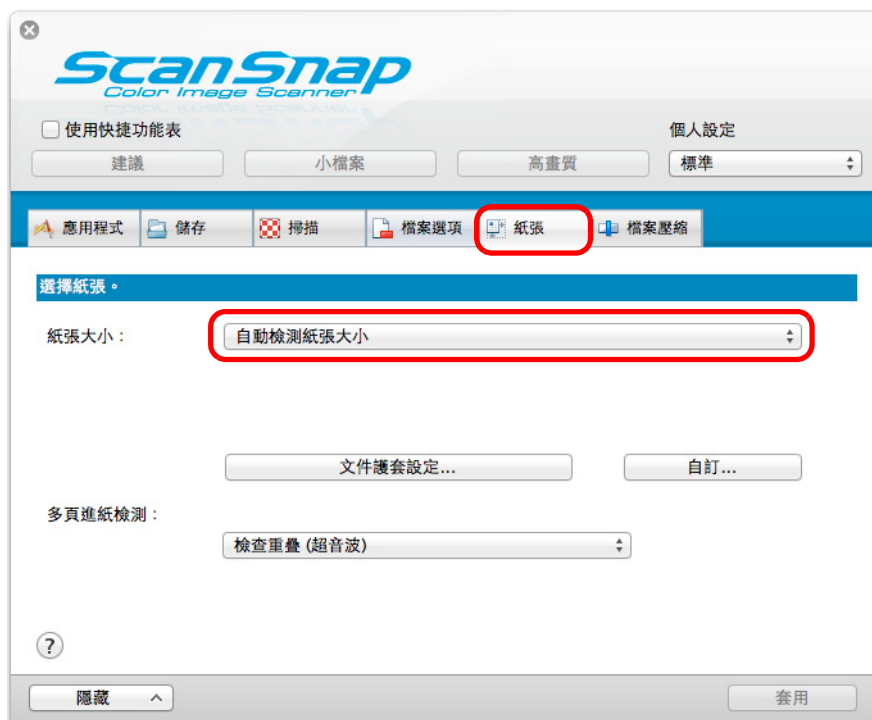 ScanSnap
Color Image Scanner
使用快捷功能表
個人設定
建議 小檔案 高畫質 標準
應用程式 儲存 掃描 檔案選項 紙張 檔案壓縮
選擇紙張。
紙張大小： 自動檢測紙張大小
文件護套設定... 自訂...
多頁進紙檢測：
檢查重疊 (超音波)
?
隱藏 套用